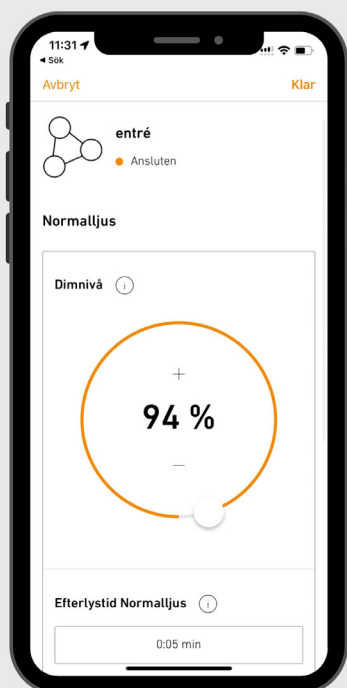 11:31
◀ Sök
Avbryt
Klar
entré
Ansluten
Normalljus
Dimnivå
+
94 %
−
Efterlystid Normalljus
0:05 min